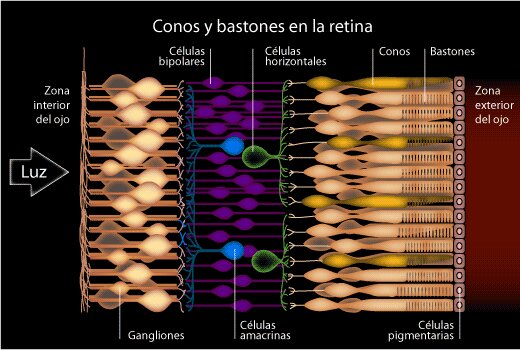 Conos y bastones en la retina
Células
bipolares
Células
horizontales
Conos
Bastones
Zona
interior
del ojo
Zona
exterior
del ojo
Luz
Gangliones
Células
amacrinas
Células
pigmentarias